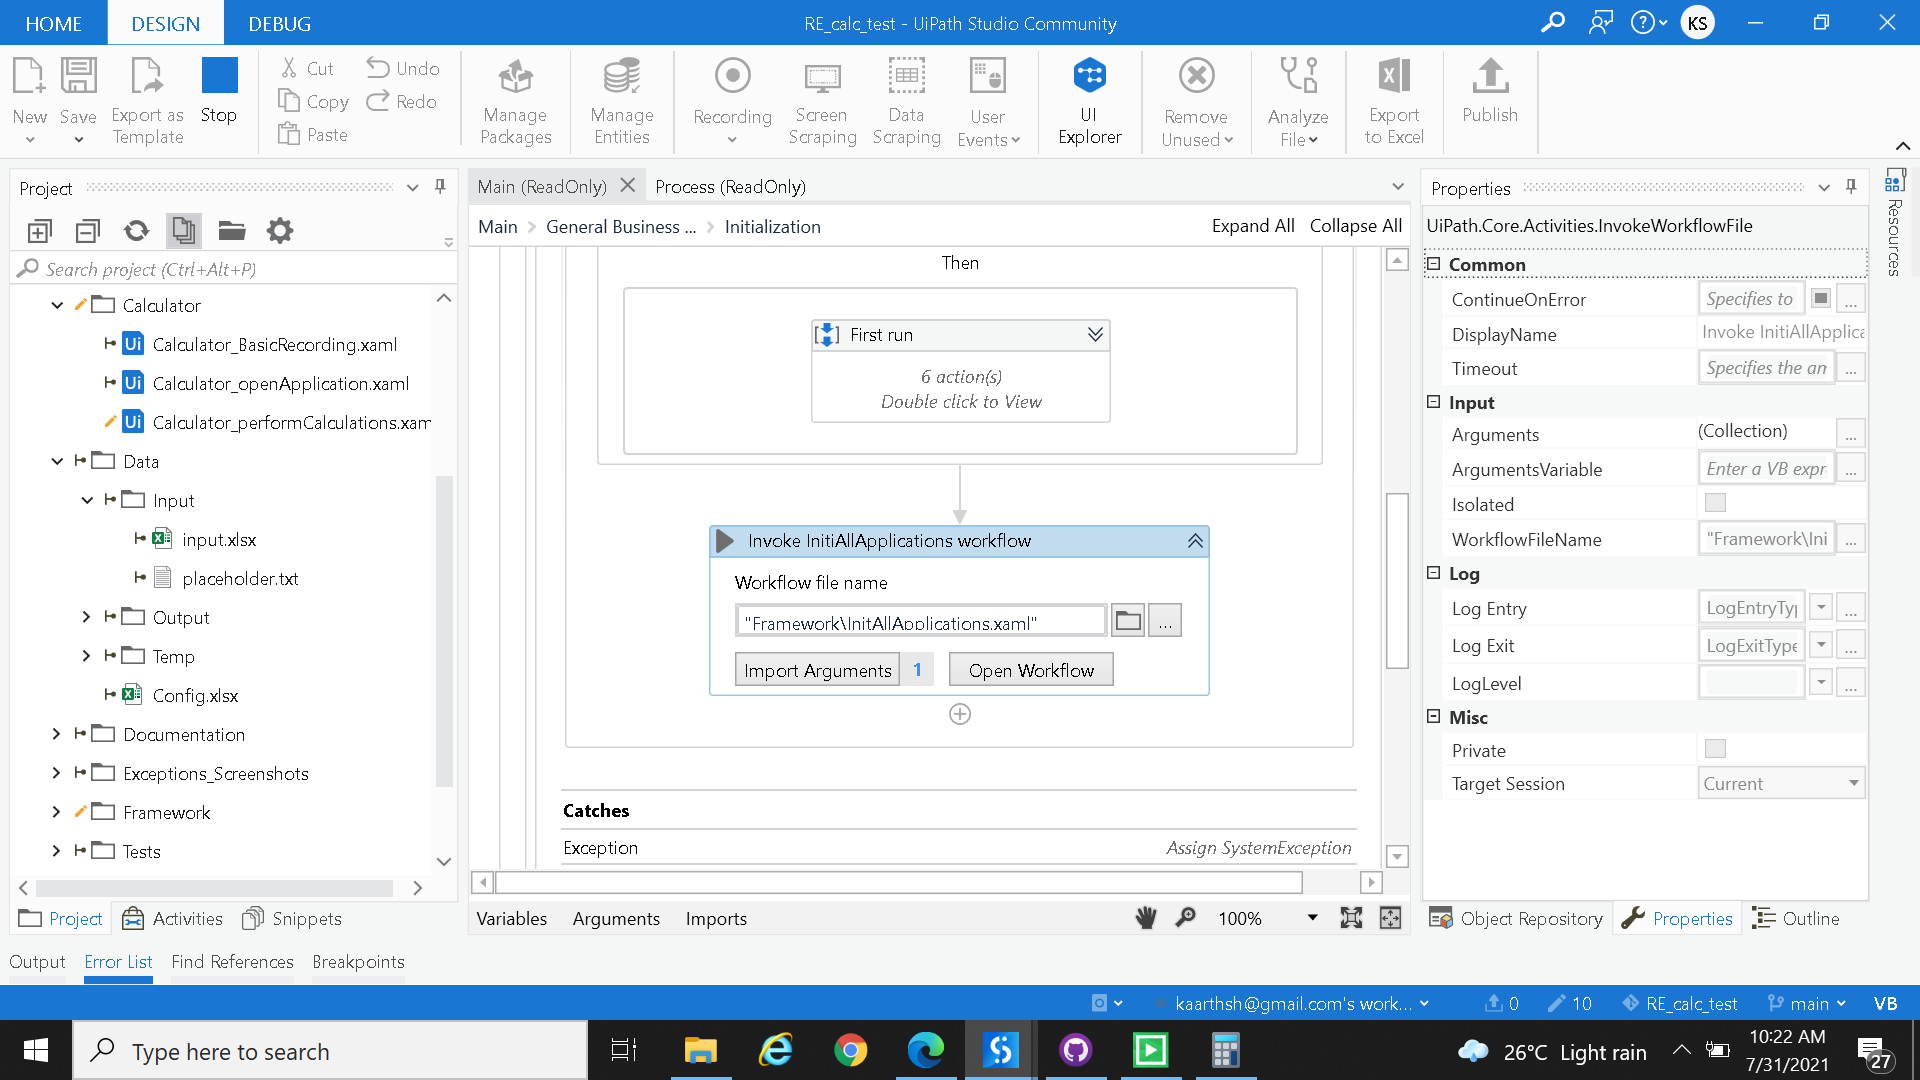 HOME DESIGN DEBUG
RE_calc_test - UiPath Studio Community
KS
New
Save
Export as
Template
Stop
Cut
Copy
Paste
Undo
Redo
Manage
Packages
Manage
Entities
Recording
Screen
Scraping
Data
Scraping
User
Events
UI
Explorer
Remove
Unused
Analyze
File
Export
to Excel
Publish
Project
Search project (Ctrl+Alt+P)
Calculator
Ui Calculator_BasicRecording.xaml
Ui Calculator_openApplication.xaml
Ui Calculator_performCalculations.xam
Data
Input
input.xlsx
placeholder.txt
Output
Temp
Config.xlsx
Documentation
Exceptions_Screenshots
Framework
Tests
Project Activities Snippets
Main (ReadOnly) Process (ReadOnly)
Main General Business ... Initialization Expand All Collapse All
Then
First run
6 action(s)
Double click to View
Invoke InitiAllApplications workflow
Workflow file name
"Framework\InitAllApplications.xaml"
...
Import Arguments 1 Open Workflow
Catches
Exception Assign SystemException
Variables Arguments Imports 100%
Properties
UiPath.Core.Activities.InvokeWorkflowFile
Common
ContinueOnError Specifies to ...
DisplayName Invoke InitiAllApplica
Timeout Specifies the am ...
Input
Arguments (Collection) ...
ArgumentsVariable Enter a VB expr ...
Isolated
WorkflowFileName "Framework\Ini ...
Log
Log Entry LogEntryTyp ...
Log Exit LogExitType ...
LogLevel ...
Misc
Private
Target Session Current
Object Repository Properties Outline
Resources
Output Error List Find References Breakpoints
kaarthsh@gmail.com's work... 0 10 RE_calc_test main VB
Type here to search
26°C Light rain
10:22 AM
7/31/2021
27